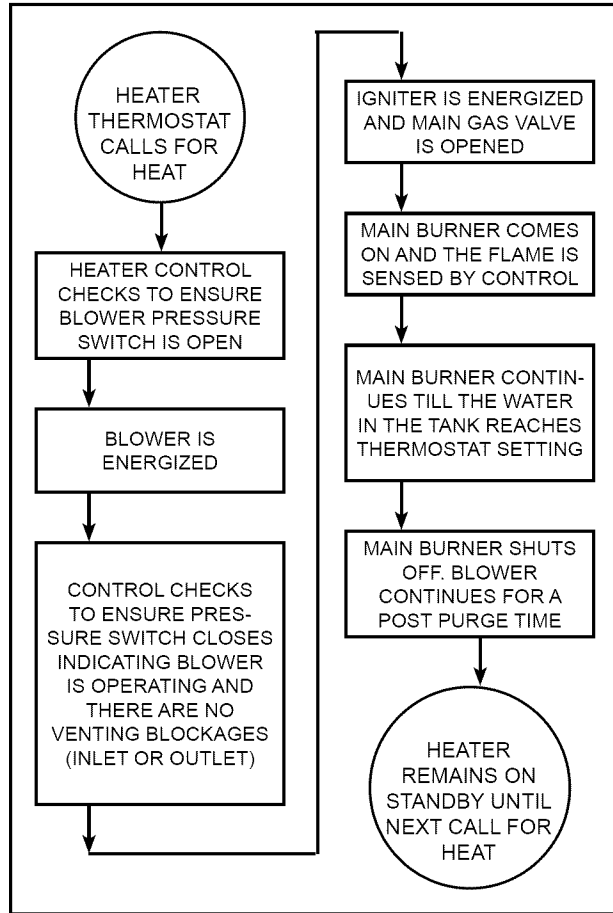 HEATER
THERMOSTAT
CALLS FOR
HEAT
HEATER CONTROL
CHECKS TO ENSURE
BLOWER PRESSURE
SWITCH IS OPEN
BLOWER IS
ENERGIZED
CONTROL CHECKS
TO ENSURE PRES-
SURE SWITCH CLOSES
INDICATING BLOWER
IS OPERATING AND
THERE ARE NO
VENTING BLOCKAGES
(INLET OR OUTLET)
IGNITER IS ENERGIZED
AND MAIN GAS VALVE
IS OPENED
MAIN BURNER COMES
ON AND THE FLAME IS
SENSED BY CONTROL
MAIN BURNER CONTIN-
UES TILL THE WATER
IN THE TANK REACHES
THERMOSTAT SETTING
MAIN BURNER SHUTS
OFF. BLOWER
CONTINUES FOR A
POST PURGE TIME
HEATER
REMAINS ON
STANDBY UNTIL
NEXT CALL FOR
HEAT